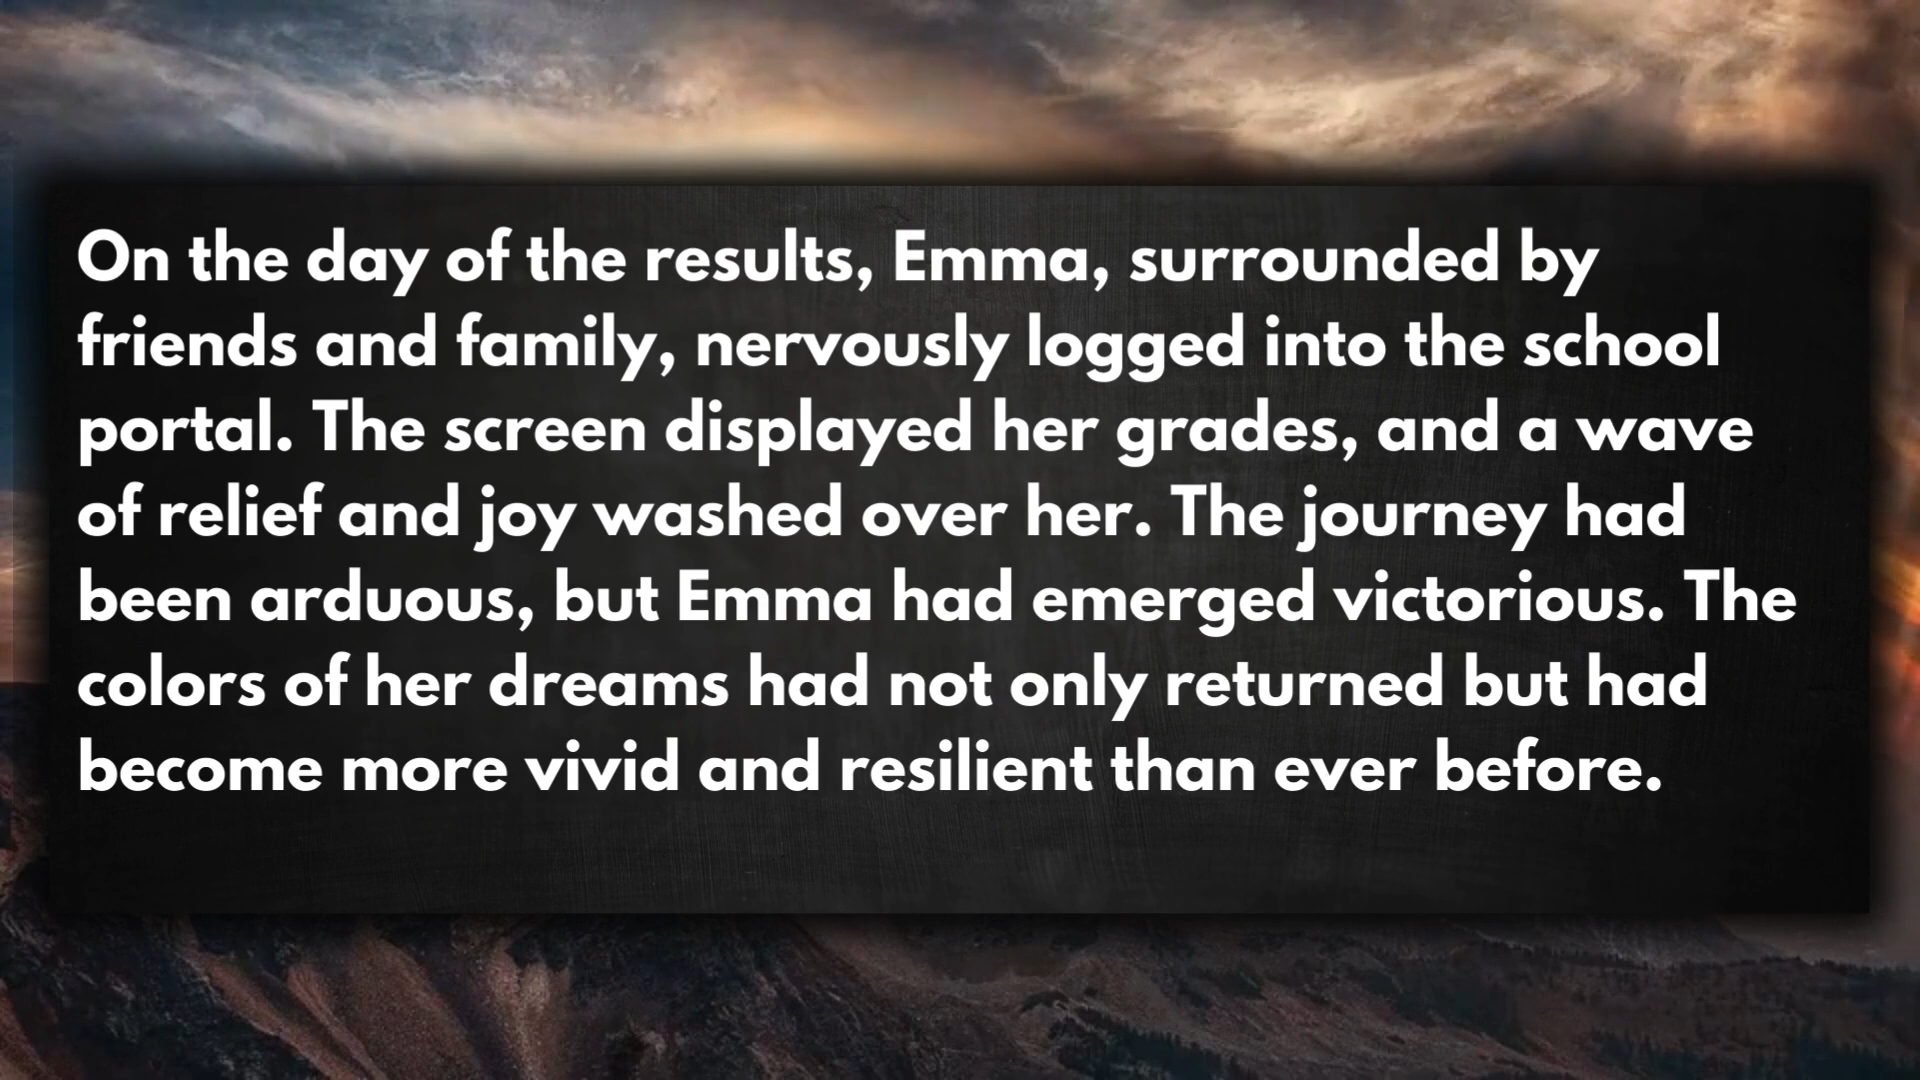 On the day of the results, Emma, surrounded by
friends and family, nervously logged into the school
portal. The screen displayed her grades, and a wave
of relief and joy washed over her. The journey had
been arduous, but Emma had emerged victorious. The
colors of her dreams had not only returned but had
become more vivid and resilient than ever before.